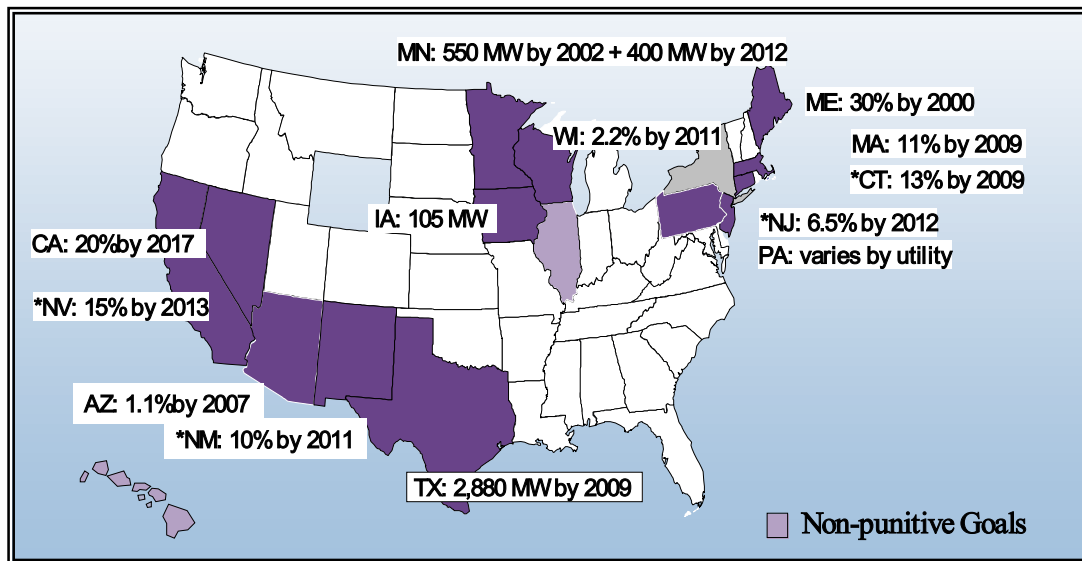 MN: 550 MW by 2002 + 400 MW by 2012
ME: 30% by 2000
WI: 2.2% by 2011
MA: 11% by 2009
*CT: 13% by 2009
IA: 105 MW
*NJ: 6.5% by 2012
CA: 20%by 2017
PA: varies by utility
*NV: 15% by 2013
AZ: 1.1%by 2007
*NM: 10% by 2011
TX: 2,880 MW by 2009
Non-punitive Goals